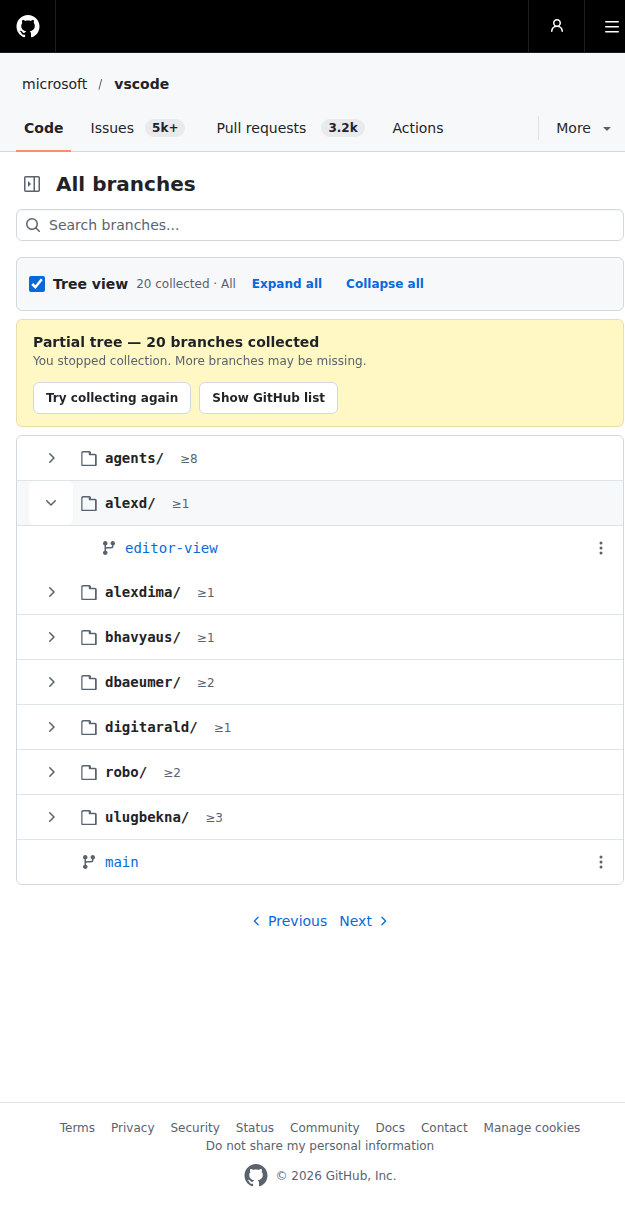 microsoft / vscode
Code Issues 5k+ Pull requests 3.2k Actions More
All branches
Search branches...
Tree view 20 collected · All Expand all Collapse all
Partial tree — 20 branches collected
You stopped collection. More branches may be missing.
Try collecting again Show GitHub list
agents/ ≥8
alexd/ ≥1
editor-view
alexdima/ ≥1
bhavyaus/ ≥1
dbaeumer/ ≥2
digitarald/ ≥1
robo/ ≥2
ulugbekna/ ≥3
main
Previous Next
Terms Privacy Security Status Community Docs Contact Manage cookies
Do not share my personal information
© 2026 GitHub, Inc.